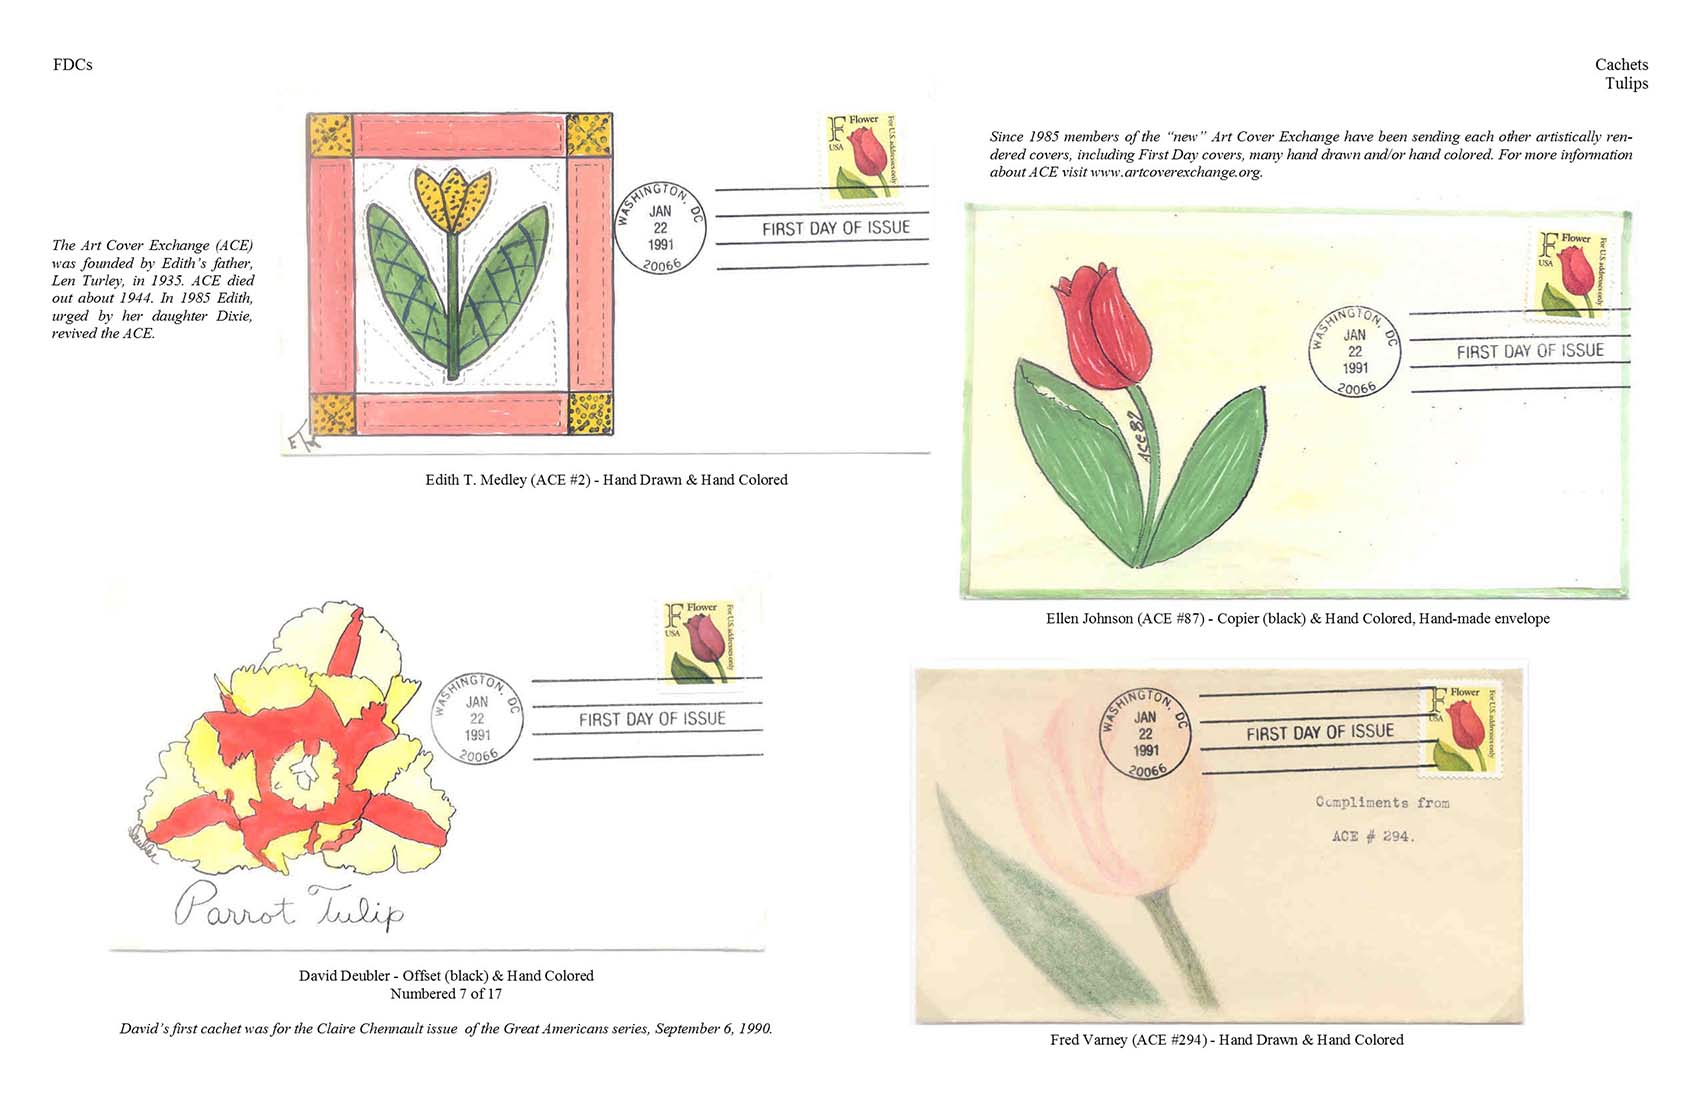 FDCs
Cachets
Tulips
The Art Cover Exchange (ACE)
was founded by Edith’s father,
Len Turley, in 1935. ACE died
out about 1944. In 1985 Edith,
urged by her daughter Dixie,
revived the ACE.
F Flower
USA
For U.S. addresses only
WASHINGTON, DC
JAN
22
1991
20066
FIRST DAY OF ISSUE
ETM
Edith T. Medley (ACE #2) - Hand Drawn & Hand Colored
Since 1985 members of the “new” Art Cover Exchange have been sending each other artistically ren-
dered covers, including First Day covers, many hand drawn and/or hand colored. For more information
about ACE visit www.artcoverexchange.org.
F Flower
USA
For U.S. addresses only
WASHINGTON, DC
JAN
22
1991
20066
FIRST DAY OF ISSUE
ACE 87
Ellen Johnson (ACE #87) - Copier (black) & Hand Colored, Hand-made envelope
F Flower
USA
For U.S. addresses only
WASHINGTON, DC
JAN
22
1991
20066
FIRST DAY OF ISSUE
Deubler
Parrot Tulip
David Deubler - Offset (black) & Hand Colored
Numbered 7 of 17
David’s first cachet was for the Claire Chennault issue of the Great Americans series, September 6, 1990.
F Flower
USA
For U.S. addresses only
WASHINGTON, DC
JAN
22
1991
20066
FIRST DAY OF ISSUE
Compliments from
ACE # 294.
Fred Varney (ACE #294) - Hand Drawn & Hand Colored